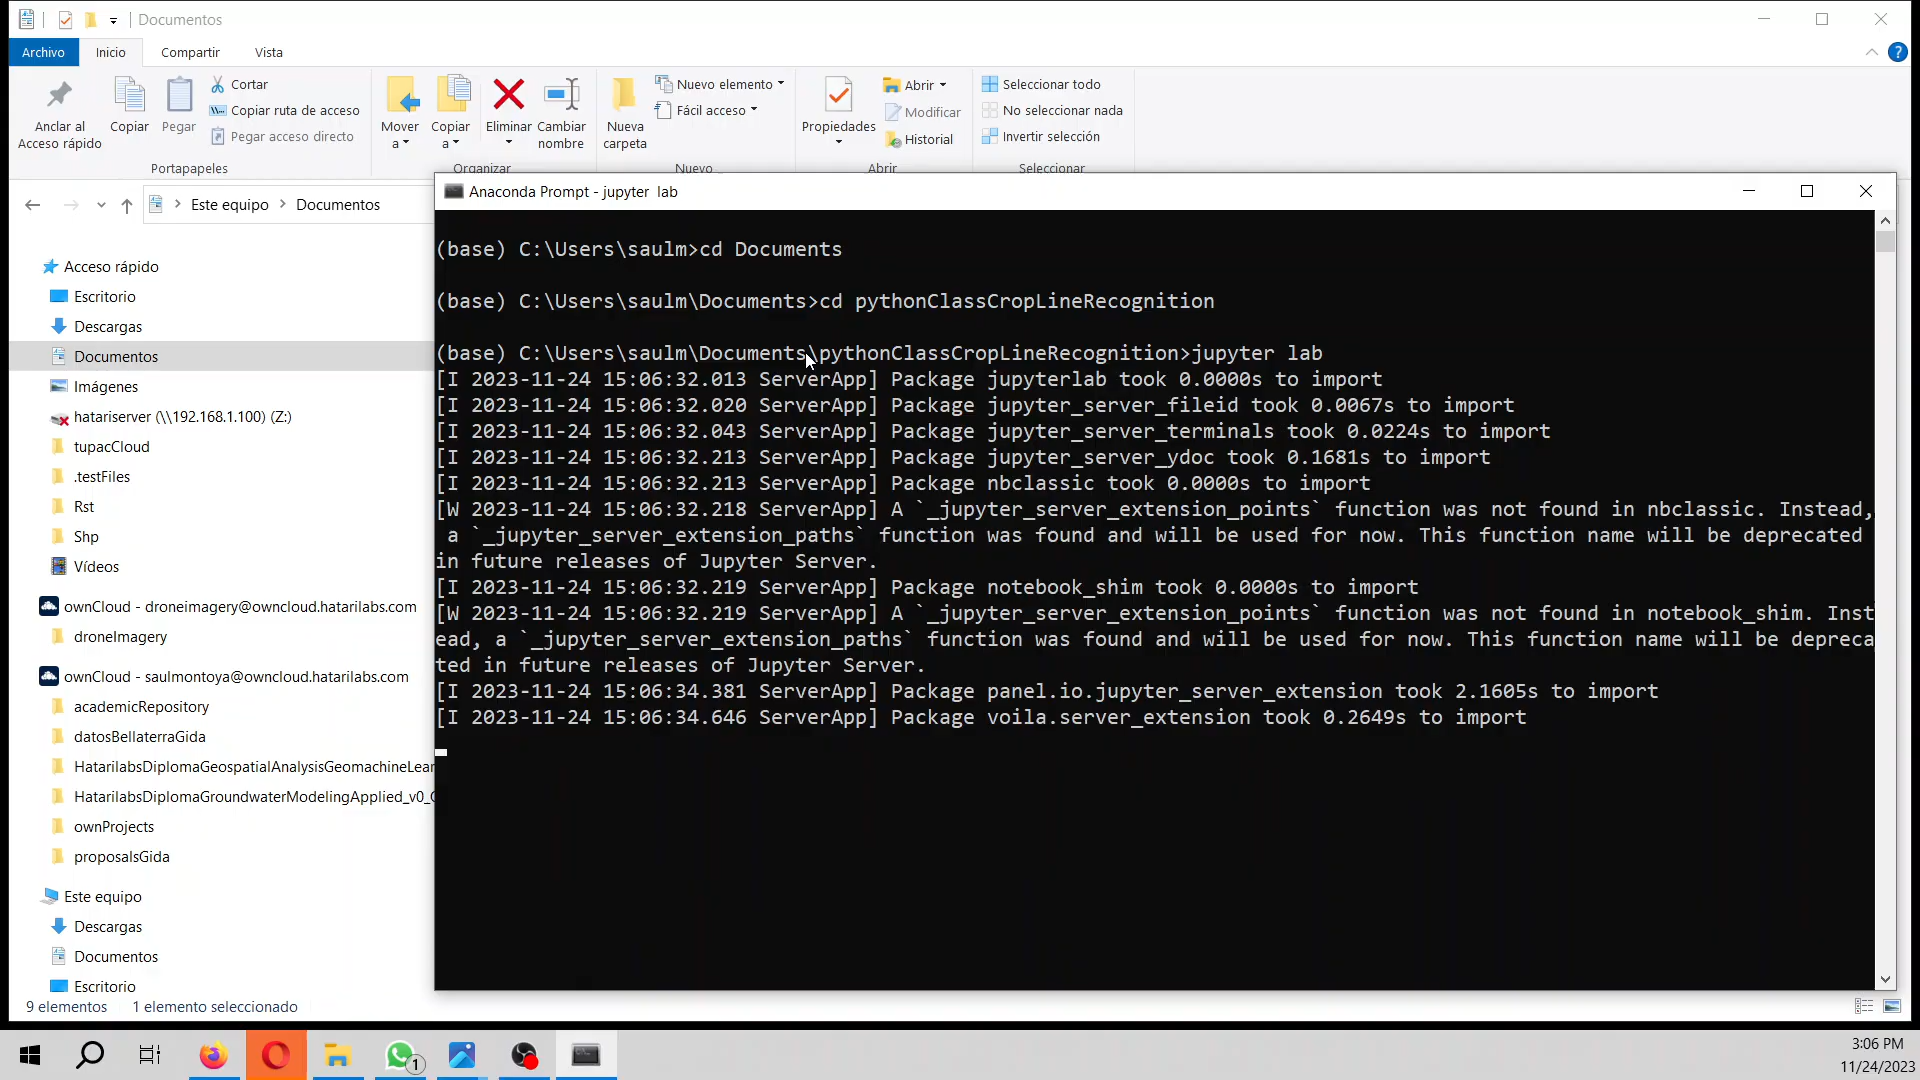 Documentos
Archivo
Inicio
Compartir
Vista
Anclar al
Acceso rápido
Copiar
Pegar
Cortar
Copiar ruta de acceso
Pegar acceso directo
Mover
a
Copiar
a
Eliminar
Cambiar
nombre
Nueva
carpeta
Nuevo elemento
Fácil acceso
Propiedades
Abrir
Modificar
Historial
Seleccionar todo
No seleccionar nada
Invertir selección
Portapapeles
Organizar
Nuevo
Abrir
Seleccionar
Este equipo
Documentos
Acceso rápido
Escritorio
Descargas
Documentos
Imágenes
hatariserver (\\192.168.1.100) (Z:)
tupacCloud
.testFiles
Rst
Shp
Vídeos
ownCloud - droneimagery@owncloud.hatarilabs.com
droneImagery
ownCloud - saulmontoya@owncloud.hatarilabs.com
academicRepository
datosBellaterraGida
HatarilabsDiplomaGeospatialAnalysisGeomachineLear
HatarilabsDiplomaGroundwaterModelingApplied_v0_
ownProjects
proposalsGida
Este equipo
Descargas
Documentos
Escritorio
9 elementos
1 elemento seleccionado
Anaconda Prompt - jupyter  lab
(base) C:\Users\saulm>cd Documents
(base) C:\Users\saulm\Documents>cd pythonClassCropLineRecognition
(base) C:\Users\saulm\Documents\pythonClassCropLineRecognition>jupyter lab
[I 2023-11-24 15:06:32.013 ServerApp] Package jupyterlab took 0.0000s to import
[I 2023-11-24 15:06:32.020 ServerApp] Package jupyter_server_fileid took 0.0067s to import
[I 2023-11-24 15:06:32.043 ServerApp] Package jupyter_server_terminals took 0.0224s to import
[I 2023-11-24 15:06:32.213 ServerApp] Package jupyter_server_ydoc took 0.1681s to import
[I 2023-11-24 15:06:32.213 ServerApp] Package nbclassic took 0.0000s to import
[W 2023-11-24 15:06:32.218 ServerApp] A `_jupyter_server_extension_points` function was not found in nbclassic. Instead,
a `_jupyter_server_extension_paths` function was found and will be used for now. This function name will be deprecated
in future releases of Jupyter Server.
[I 2023-11-24 15:06:32.219 ServerApp] Package notebook_shim took 0.0000s to import
[W 2023-11-24 15:06:32.219 ServerApp] A `_jupyter_server_extension_points` function was not found in notebook_shim. Inst
ead, a `_jupyter_server_extension_paths` function was found and will be used for now. This function name will be depreca
ted in future releases of Jupyter Server.
[I 2023-11-24 15:06:34.381 ServerApp] Package panel.io.jupyter_server_extension took 2.1605s to import
[I 2023-11-24 15:06:34.646 ServerApp] Package voila.server_extension took 0.2649s to import
1
3:06 PM
11/24/2023